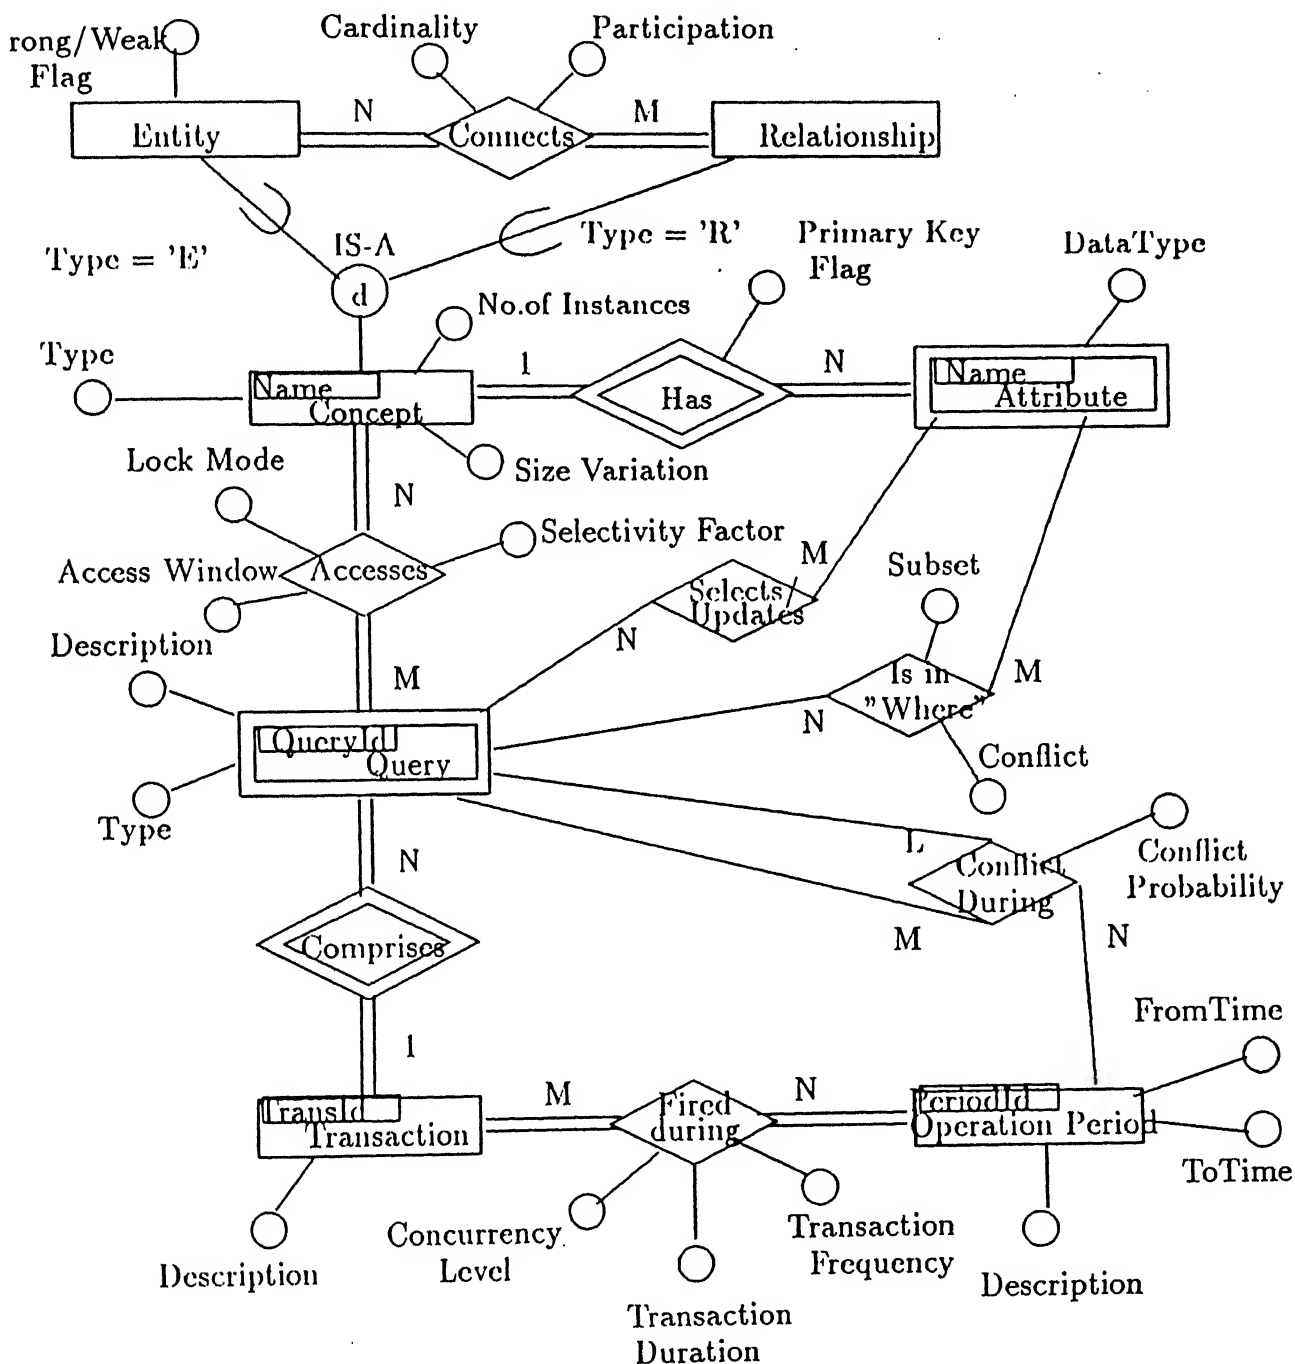 Cardinality
Participation
rong/Weak
Flag
N
M
Entity
Connects
Relationship
Type = 'E'
IS-A
Type = 'R'
Primary Key
Flag
DataType
d
No.of Instances
Type
1
N
Name
Concept
Has
Name
Attribute
Lock Mode
Size Variation
N
Selectivity Factor
M
Access Window
Accesses
Subset
Selects/
Updates
Description
N
M
Is in
"Where"
M
N
QueryId
Query
Conflict
Type
L
N
Conflict
During
Conflict
Probability
M
N
Comprises
FromTime
1
M
N
TransId
Transaction
Fired
during
PeriodId
Operation Period
ToTime
Concurrency
Level
Transaction
Frequency
Description
Description
Transaction
Duration